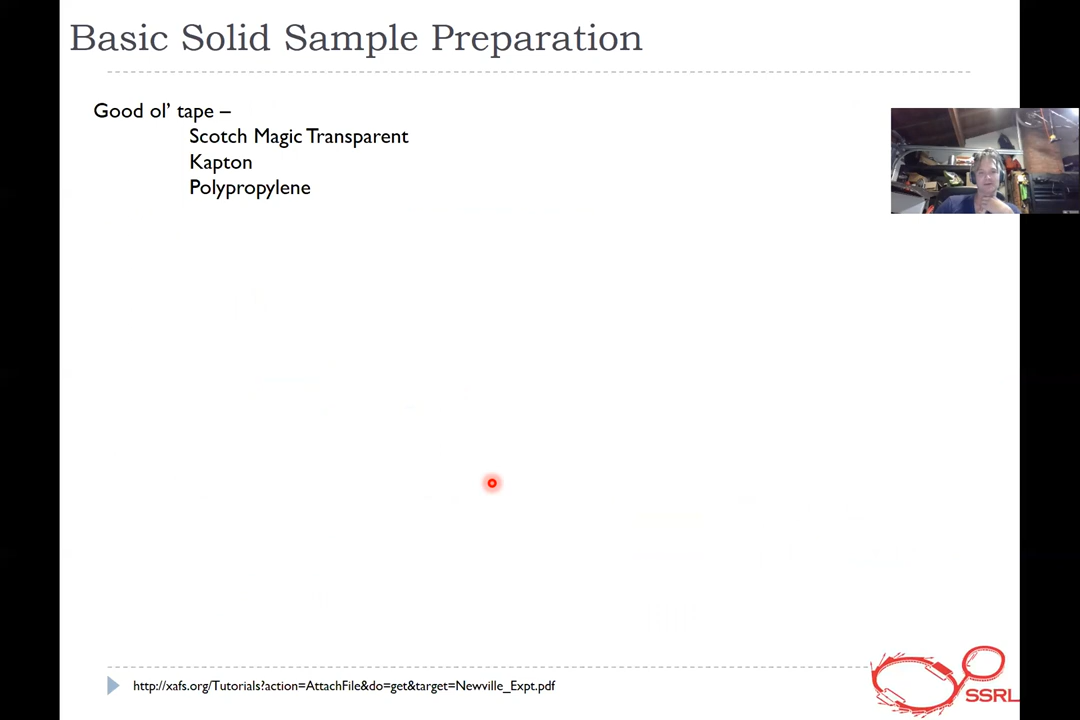 Basic Solid Sample Preparation
Good ol' tape –
Scotch Magic Transparent
Kapton
Polypropylene
http://xafs.org/Tutorials?action=AttachFile&do=get&target=Newville_Expt.pdf
SSRL